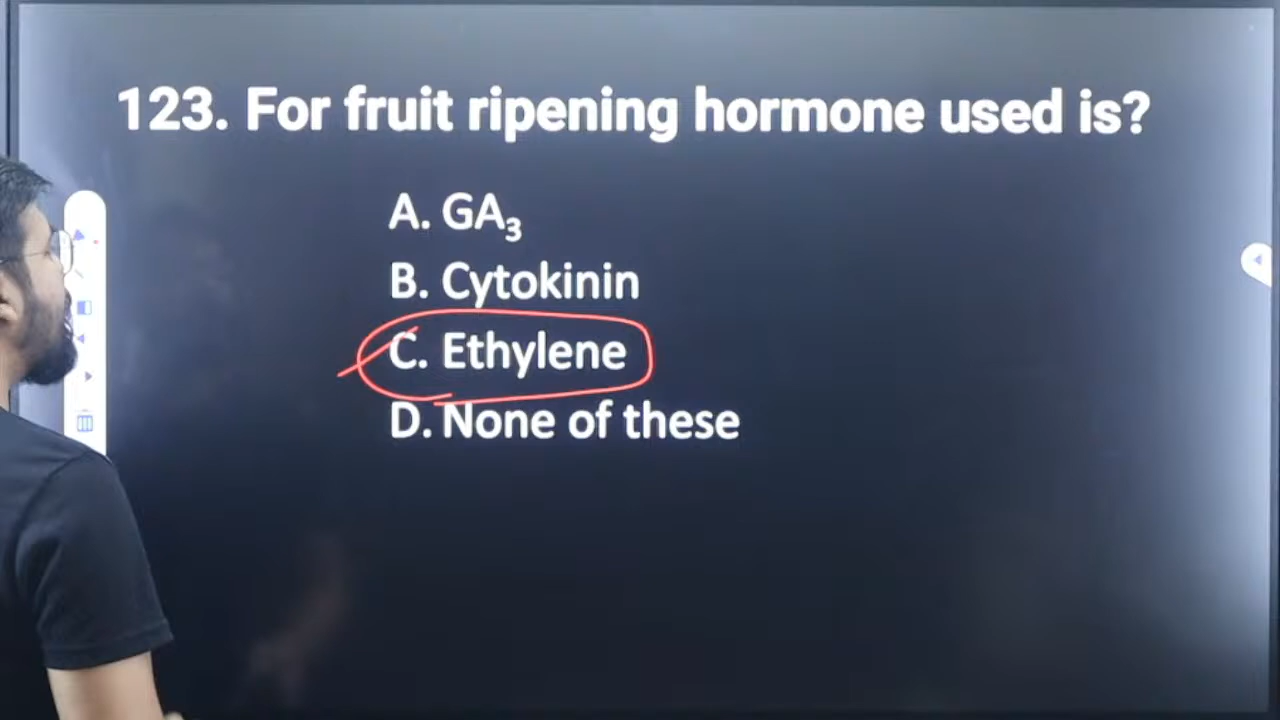 123. For fruit ripening hormone used is?
A. GA₃
B. Cytokinin
C. Ethylene
D. None of these